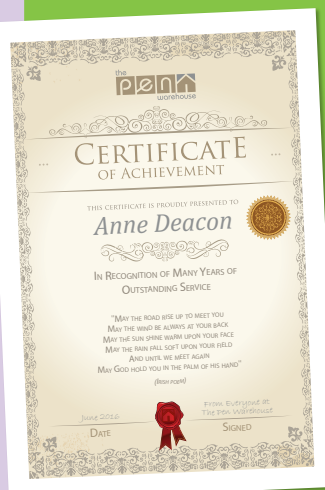 the
PEN
warehouse
CERTIFICATE
OF ACHIEVEMENT
THIS CERTIFICATE IS PROUDLY PRESENTED TO
Anne Deacon
IN RECOGNITION OF MANY YEARS OF
OUTSTANDING SERVICE
"MAY THE ROAD RISE UP TO MEET YOU
MAY THE WIND BE ALWAYS AT YOUR BACK
MAY THE SUN SHINE WARM UPON YOUR FACE
MAY THE RAIN FALL SOFT UPON YOUR FIELD
AND UNTIL WE MEET AGAIN
MAY GOD HOLD YOU IN THE PALM OF HIS HAND"
(IRISH POEM)
June 2016
DATE
From Everyone at
The Pen Warehouse
SIGNED